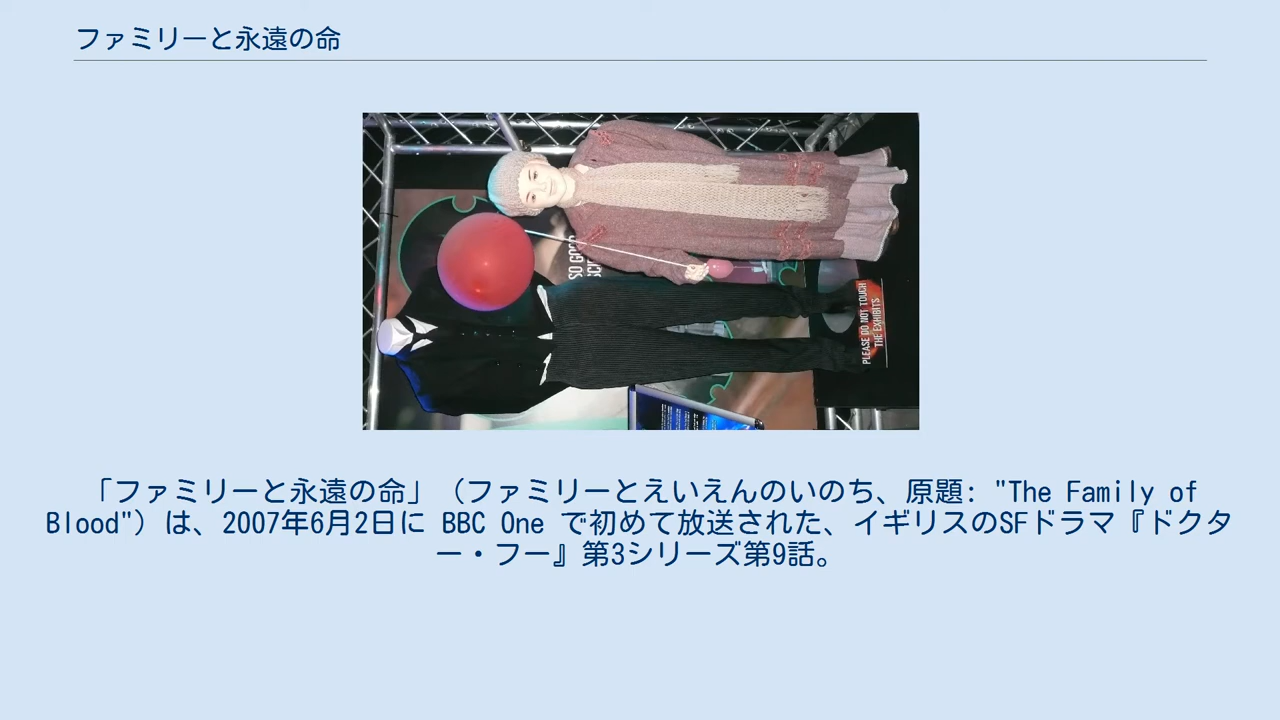 ファミリーと永遠の命
SO GOO
SCI
PLEASE DO NOT TOUCH
THE EXHIBITS
「ファミリーと永遠の命」（ファミリーとえいえんのいのち、原題: "The Family of
Blood"）は、2007年6月2日に BBC One で初めて放送された、イギリスのSFドラマ『ドクタ
ー・フー』第3シリーズ第9話。